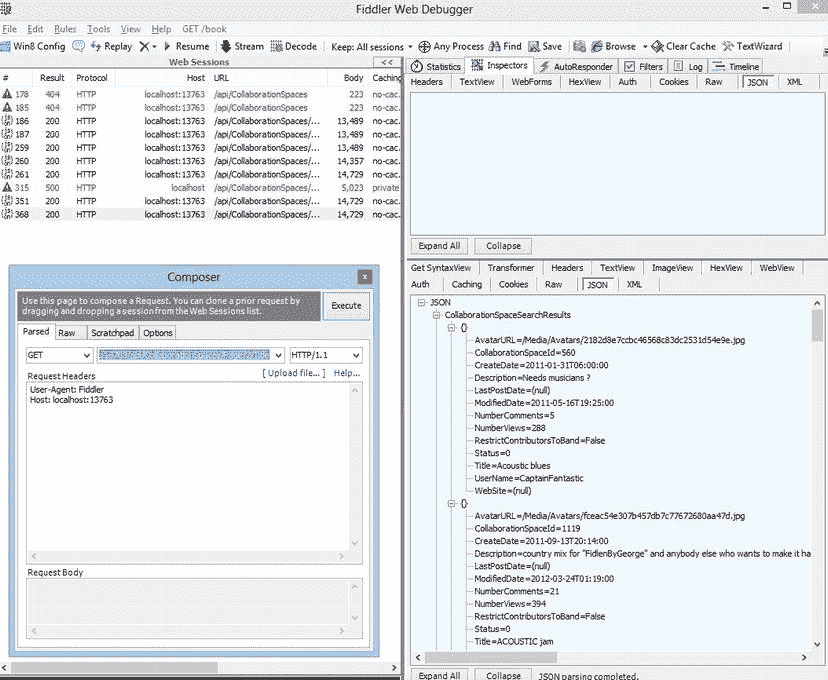 Fiddler Web Debugger
File Edit Rules Tools View Help GET /book
Win8 Config Replay Resume Stream Decode Keep: All sessions Any Process Find Save Browse Clear Cache TextWizard
Web Sessions <<
# Result Protocol Host URL Body Caching
178 404 HTTP localhost:13763 /api/CollaborationSpaces 223 no-cac.
185 404 HTTP localhost:13763 /api/CollaborationSpaces 223 no-cac.
186 200 HTTP localhost:13763 /api/CollaborationSpaces/... 13,489 no-cac.
187 200 HTTP localhost:13763 /api/CollaborationSpaces/... 13,489 no-cac.
259 200 HTTP localhost:13763 /api/CollaborationSpaces/... 13,489 no-cac.
260 200 HTTP localhost:13763 /api/CollaborationSpaces/... 14,357 no-cac.
261 200 HTTP localhost:13763 /api/CollaborationSpaces/... 14,729 no-cac.
315 500 HTTP localhost /api/CollaborationSpaces/... 5,023 private
351 200 HTTP localhost:13763 /api/CollaborationSpaces/... 14,729 no-cac.
368 200 HTTP localhost:13763 /api/CollaborationSpaces/... 14,729 no-cac.
Composer x
Use this page to compose a Request. You can clone a prior request by
dragging and dropping a session from the Web Sessions list.
Execute
Parsed Raw Scratchpad Options
GET HTTP/1.1
Request Headers [ Upload file... ] Help...
User-Agent: Fiddler
Host: localhost:13763
Request Body
Statistics Inspectors AutoResponder Filters Log Timeline
Headers TextView WebForms HexView Auth Cookies Raw JSON XML
Expand All Collapse
Get SyntaxView Transformer Headers TextView ImageView HexView WebView
Auth Caching Cookies Raw JSON XML
JSON
CollaborationSpaceSearchResults
{}
AvatarURL=/Media/Avatars/2182d8e7ccbc46568c83dc2531d54e9e.jpg
CollaborationSpaceId=560
CreateDate=2011-01-31T06:00:00
Description=Needs musicians ?
LastPostDate=(null)
ModifiedDate=2011-05-16T19:25:00
NumberComments=5
NumberViews=288
RestrictContributorsToBand=False
Status=0
Title=Acoustic blues
UserName=CaptainFantastic
WebSite=(null)
{}
AvatarURL=/Media/Avatars/fceac54e307b457db7c77672680aa47d.jpg
CollaborationSpaceId=1119
CreateDate=2011-09-13T20:14:00
Description=country mix for "FidlenByGeorge" and anybody else who wants to make it ha
LastPostDate=(null)
ModifiedDate=2012-03-24T01:19:00
NumberComments=21
NumberViews=394
RestrictContributorsToBand=False
Status=0
Title=ACOUSTIC jam
Expand All Collapse JSON parsing completed.